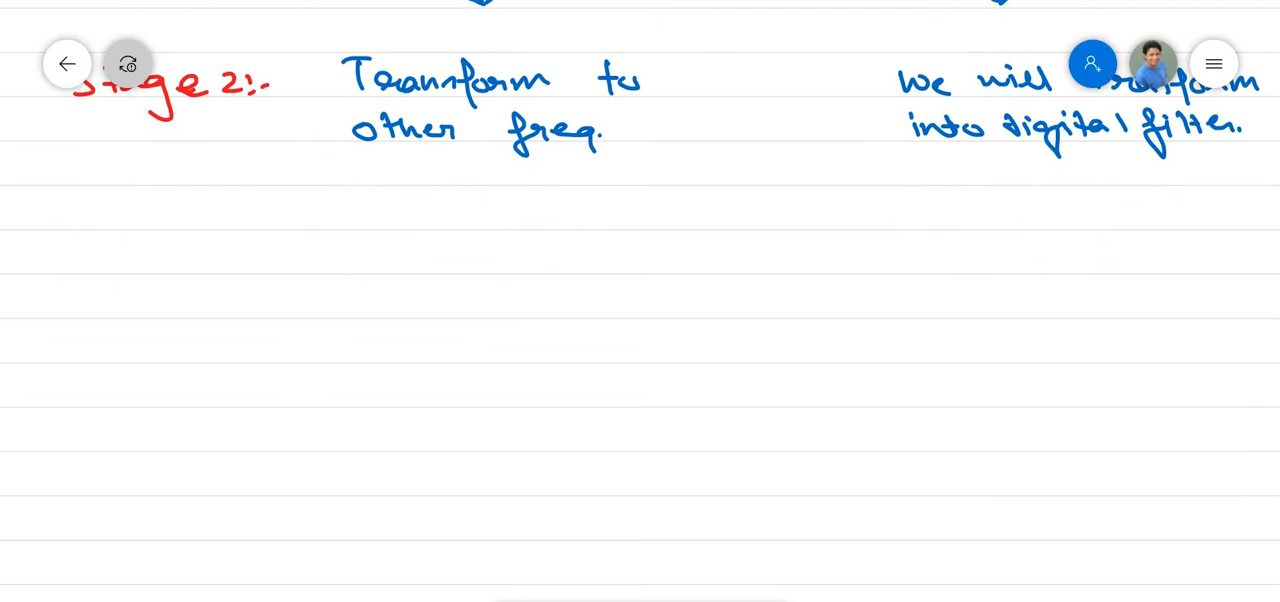 Stage 2:-
Transform to
other freq.
We will transform
into digital filter.